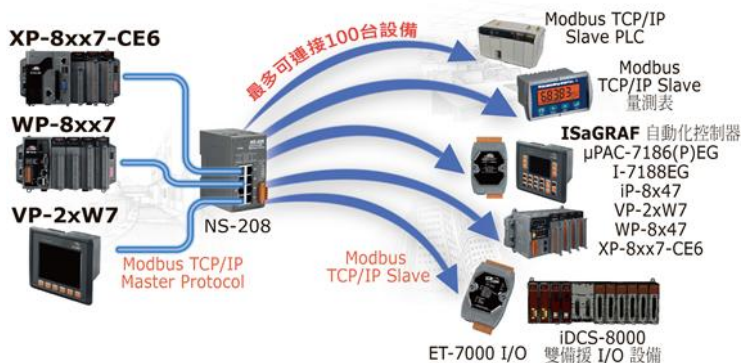 XP-8xx7-CE6
WP-8xx7
VP-2xW7
Modbus TCP/IP
Master Protocol
NS-208
最多可連接100台設備
Modbus
TCP/IP Slave
Modbus TCP/IP
Slave PLC
Modbus
TCP/IP Slave
量測表
ISaGRAF 自動化控制器
µPAC-7186(P)EG
I-7188EG
iP-8x47
VP-2xW7
WP-8x47
XP-8xx7-CE6
ET-7000 I/O
iDCS-8000
雙備援 I/O 設備